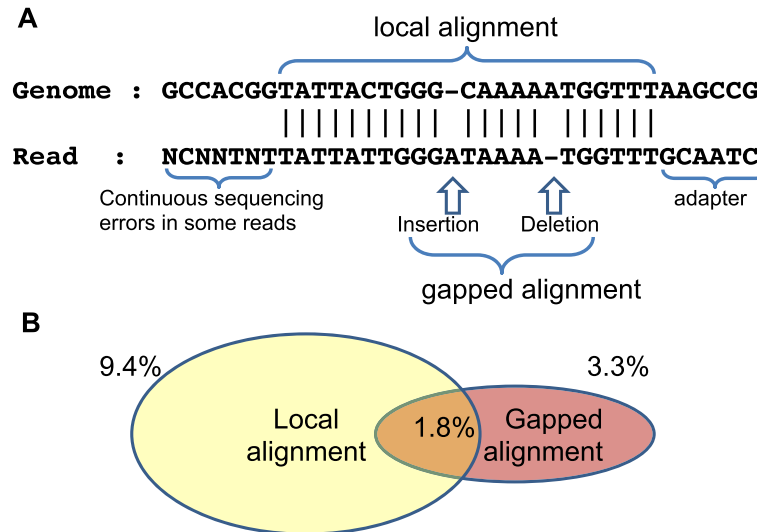 A
local alignment
Genome : GCCACGGTATTACTGGG-CAAAAATGGTTTAAGCCG
Read : NCNNTNTTATTATTGGGATAAAA-TGGTTTGCAATC
Continuous sequencing
errors in some reads
Insertion
Deletion
adapter
gapped alignment
B
9.4%
3.3%
Local
alignment
1.8%
Gapped
alignment